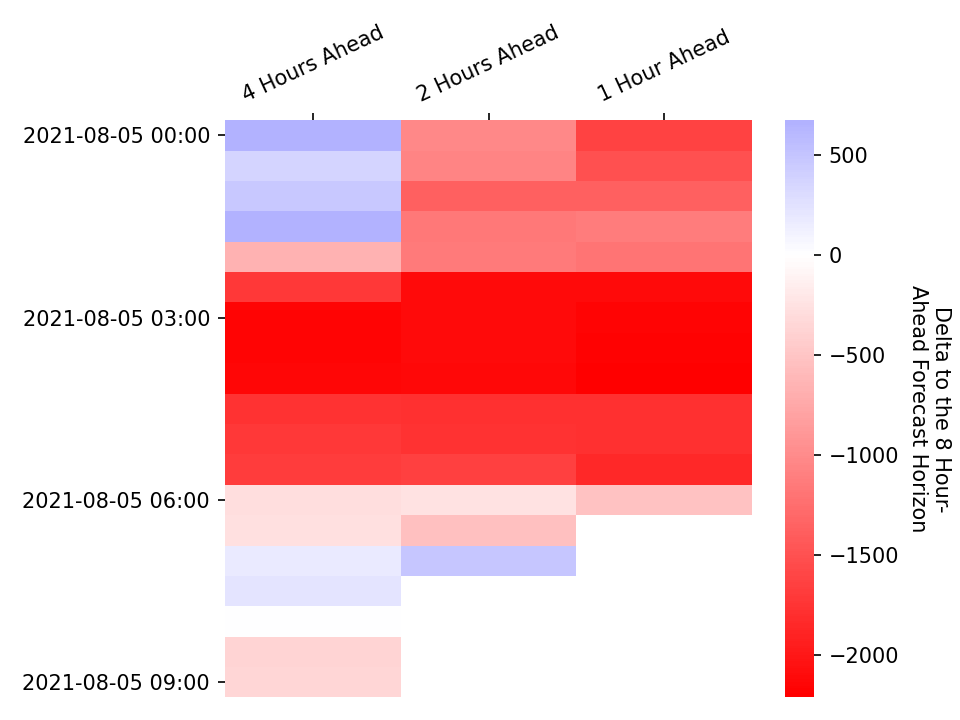 4 Hours Ahead
2 Hours Ahead
1 Hour Ahead
2021-08-05 00:00
2021-08-05 03:00
2021-08-05 06:00
2021-08-05 09:00
500
0
−500
−1000
−1500
−2000
Delta to the 8 Hour-
Ahead Forecast Horizon